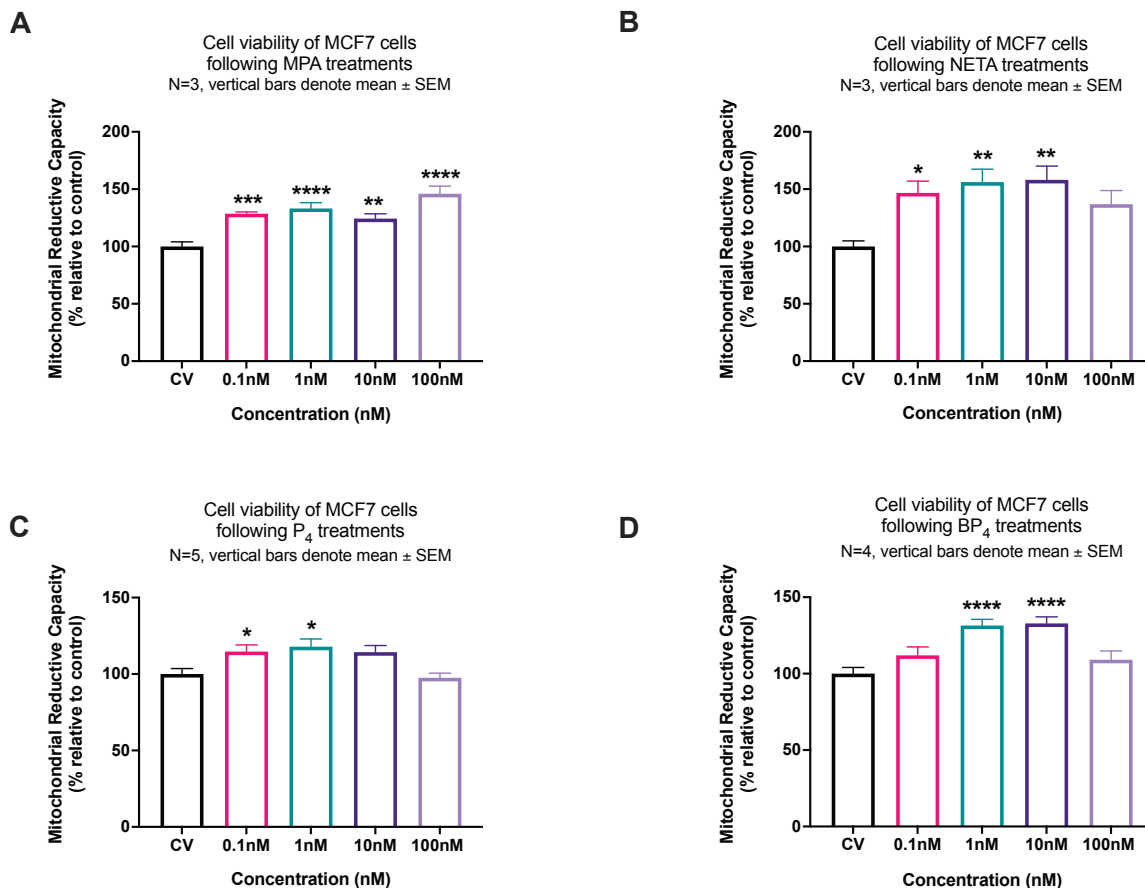 A
Cell viability of MCF7 cells
following MPA treatments
N=3, vertical bars denote mean ± SEM
Mitochondrial Reductive Capacity
(% relative to control)
200
150
100
50
0
***
****
**
****
CV 0.1nM 1nM 10nM 100nM
Concentration (nM)
B
Cell viability of MCF7 cells
following NETA treatments
N=3, vertical bars denote mean ± SEM
Mitochondrial Reductive Capacity
(% relative to control)
200
150
100
50
0
*
**
**
CV 0.1nM 1nM 10nM 100nM
Concentration (nM)
C
Cell viability of MCF7 cells
following P₄ treatments
N=5, vertical bars denote mean ± SEM
Mitochondrial Reductive Capacity
(% relative to control)
150
100
50
0
*
*
CV 0.1nM 1nM 10nM 100nM
Concentration (nM)
D
Cell viability of MCF7 cells
following BP₄ treatments
N=4, vertical bars denote mean ± SEM
Mitochondrial Reductive Capacity
(% relative to control)
150
100
50
0
****
****
CV 0.1nM 1nM 10nM 100nM
Concentration (nM)